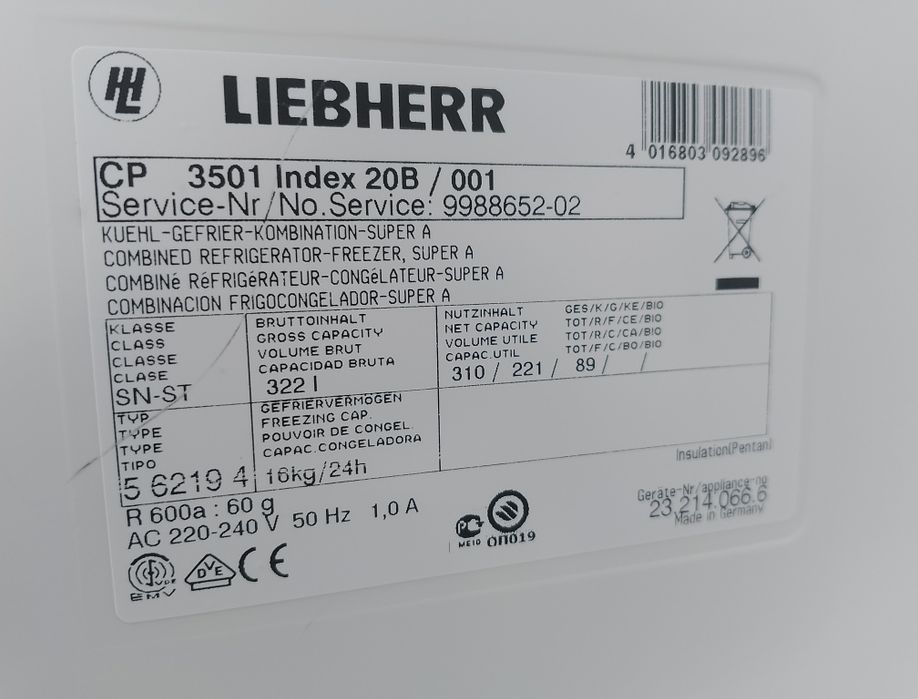 LIEBHERR
4 016803 092896
CP 3501 Index 20B / 001
Service-Nr/No.Service: 9988652-02
KUEHL-GEFRIER-KOMBINATION-SUPER A
COMBINED REFRIGERATOR-FREEZER, SUPER A
COMBINé RéFRIGéRATEUR-CONGéLATEUR-SUPER A
COMBINACION FRIGOCONGELADOR-SUPER A
KLASSE
CLASS
CLASSE
CLASE
SN-ST
BRUTTOINHALT
GROSS CAPACITY
VOLUME BRUT
CAPACIDAD BRUTA
322 l
NUTZINHALT GES/K/G/KE/BIO
NET CAPACITY TOT/R/F/CE/BIO
VOLUME UTILE TOT/R/C/CA/BIO
CAPAC.UTIL TOT/F/C/BO/BIO
310 / 221 / 89 / /
TYP
TYPE
TYPE
TIPO
5 6219 4
GEFRIERVERMÖGEN
FREEZING CAP.
POUVOIR DE CONGEL.
CAPAC.CONGELADORA
16kg/24h
Insulation(Pentan)
R 600a : 60 g
AC 220-240 V 50 Hz 1,0 A
Geräte-Nr/appliance-no
23.214.066.6
Made in Germany
EMV
VDE
DVE
CE
РСТ
ME10
ОП019